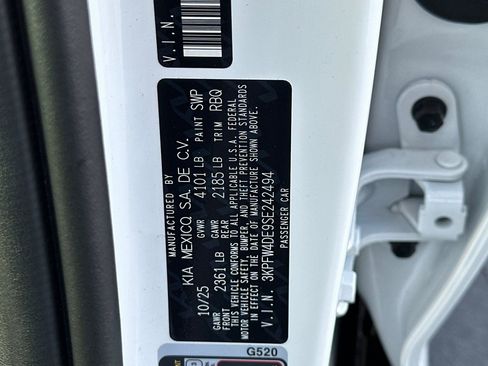 V.I.N.
MANUFACTURED BY
KIA MEXICO, S.A. DE C.V.
10/25 GVWR 4101 LB PAINT SWP
GAWR FRONT 2361 LB GAWR REAR 2185 LB TRIM RBQ
THIS VEHICLE CONFORMS TO ALL APPLICABLE U.S.A. FEDERAL
MOTOR VEHICLE SAFETY, BUMPER, AND THEFT PREVENTION STANDARDS
IN EFFECT ON THE DATE OF MANUFACTURE SHOWN ABOVE.
V.I.N. : 3KPFW4DE9SE242494
PASSENGER CAR
G520